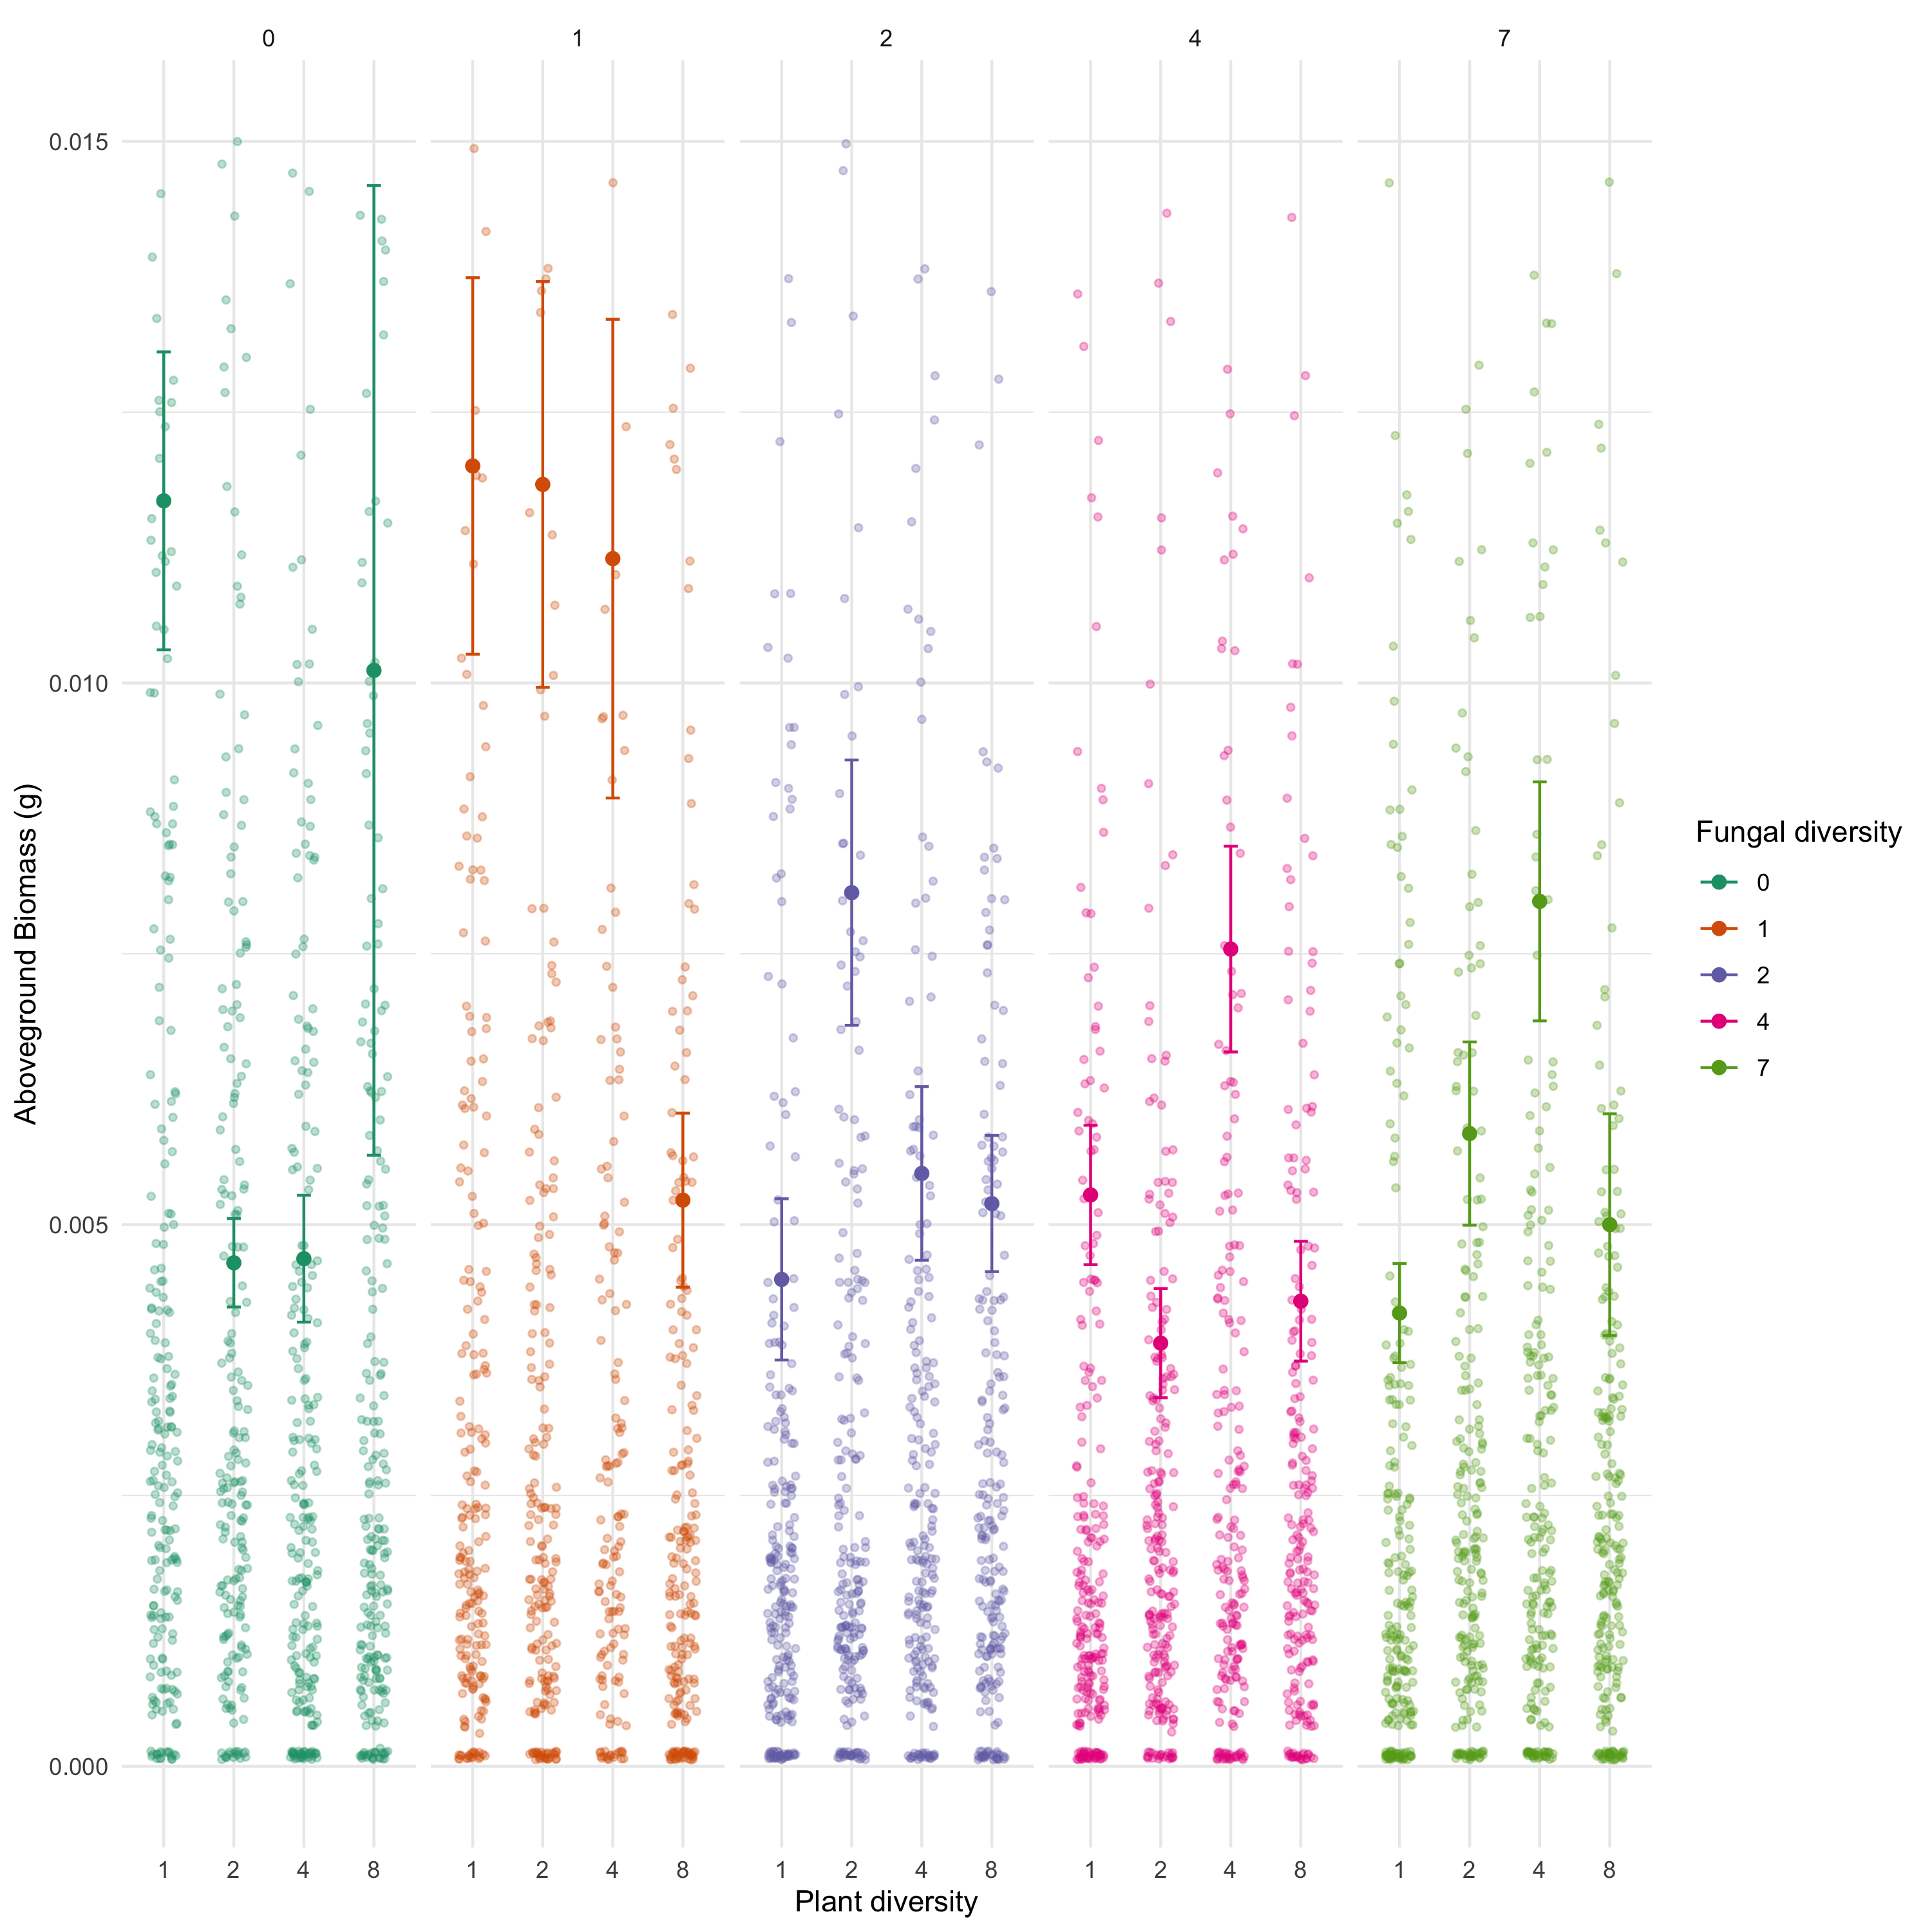 0 1 2 4 7
0.015
0.010
0.005
0.000
Aboveground Biomass (g)
1 2 4 8 1 2 4 8 1 2 4 8 1 2 4 8 1 2 4 8
Plant diversity
Fungal diversity
0
1
2
4
7